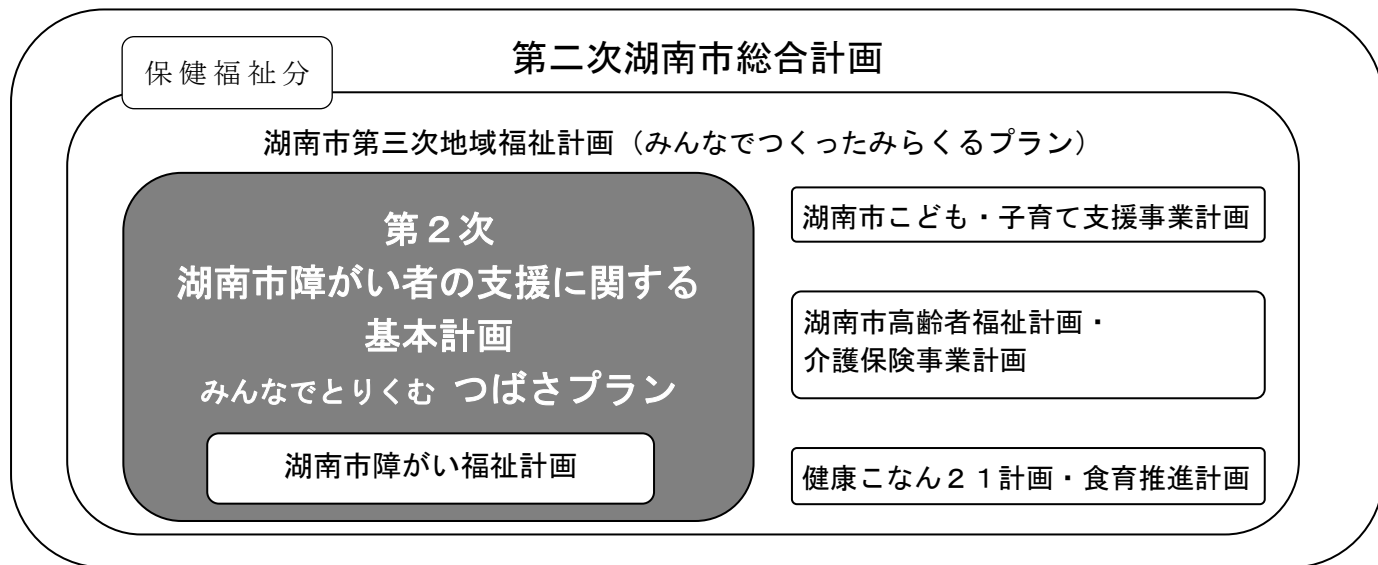 第二次湖南市総合計画
保健福祉分
湖南市第三次地域福祉計画（みんなでつくったみらくるプラン）
第２次
湖南市障がい者の支援に関する
基本計画
みんなでとりくむ つばさプラン
湖南市障がい福祉計画
湖南市こども・子育て支援事業計画
湖南市高齢者福祉計画・
介護保険事業計画
健康こなん２１計画・食育推進計画